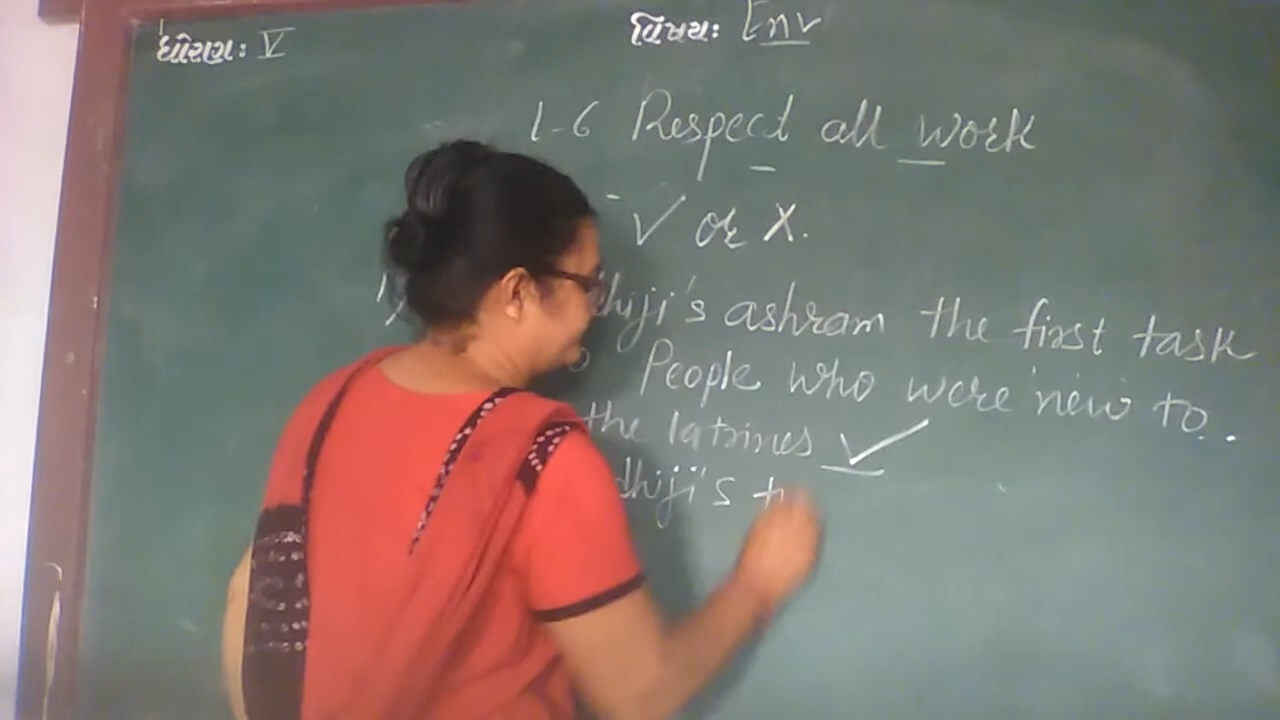 ધોરણ: V
વિષય: Env
1-6 Respect all work
✓ or X.
1) dhiji's ashram the first task
People who were new to..
the latrines ✓
dhiji's t